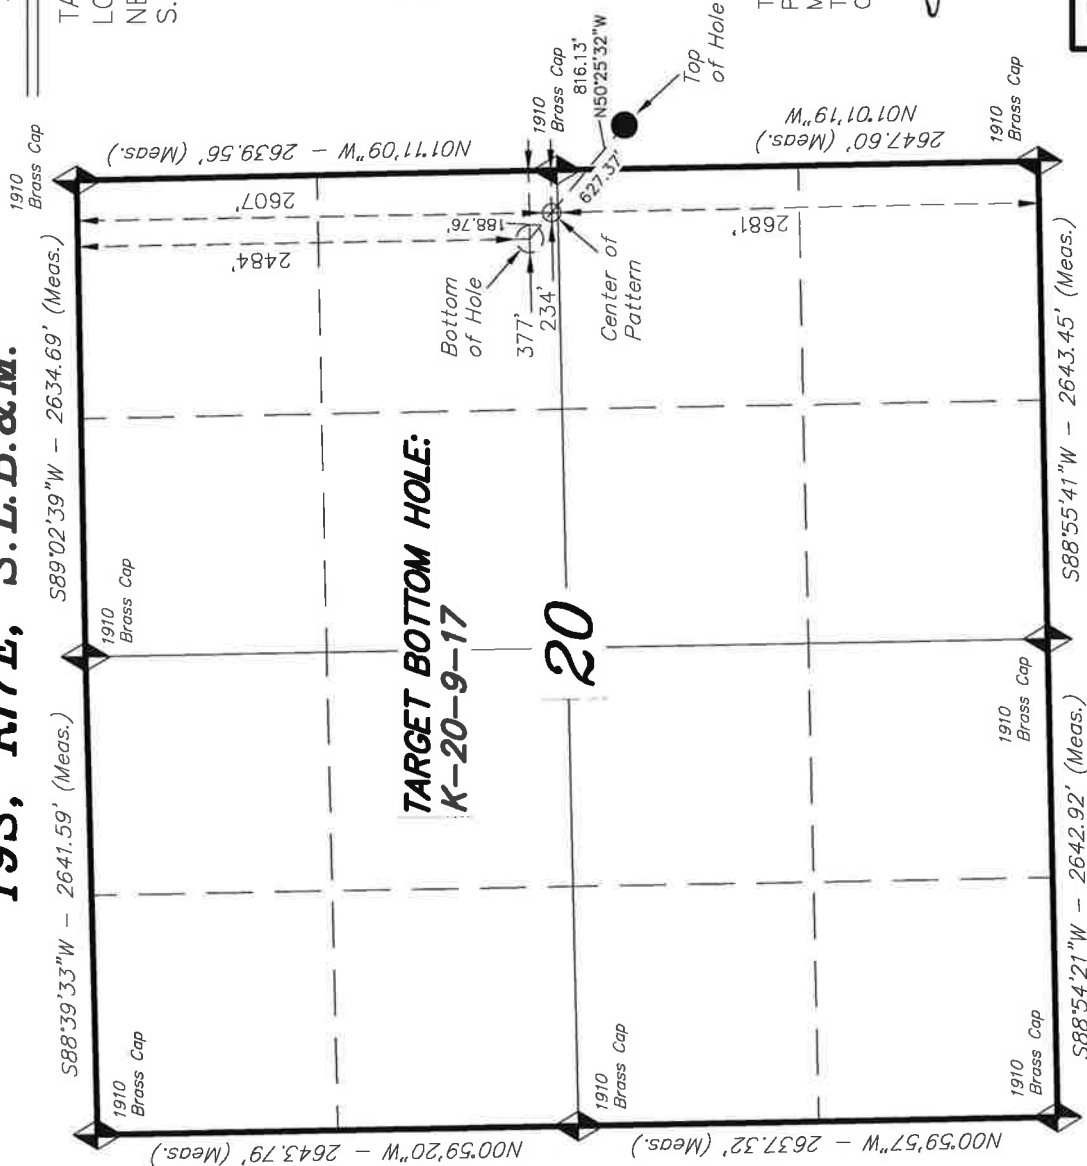 T9S, R17E, S.L.B.&M.
1910
Brass Cap
S88°39'33"W - 2641.59' (Meas.)
S89°02'39"W - 2634.69' (Meas.)
1910
Brass Cap
1910
Brass Cap
N00°59'20"W - 2643.79' (Meas.)
N01°11'09"W - 2639.56' (Meas.)
2607'
2484'
188.76'
Bottom
of Hole
377'
234'
Center of
Pattern
1910
Brass Cap
816.13'
N50°25'32"W
627.37'
Top
of Hole
TARGET BOTTOM HOLE:
K-20-9-17
20
1910
Brass Cap
2681'
N00°59'57"W - 2637.32' (Meas.)
N01°01'19"W
2647.60' (Meas.)
1910
Brass Cap
1910
Brass Cap
1910
Brass Cap
S88°54'21"W - 2642.92' (Meas.)
S88°55'41"W - 2643.45' (Meas.)
TA
LO
NE
S.
T
P
M
T